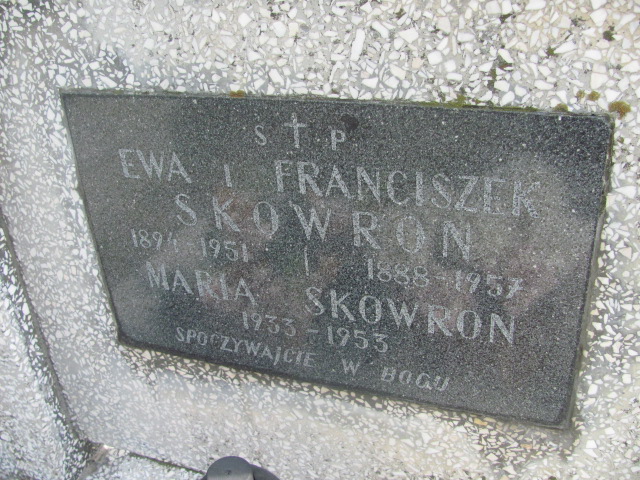 S † P
EWA I FRANCISZEK
SKOWRON
1894-1951 I 1888-1957
MARIA SKOWRON
1933-1953
SPOCZYWAJCIE W BOGU